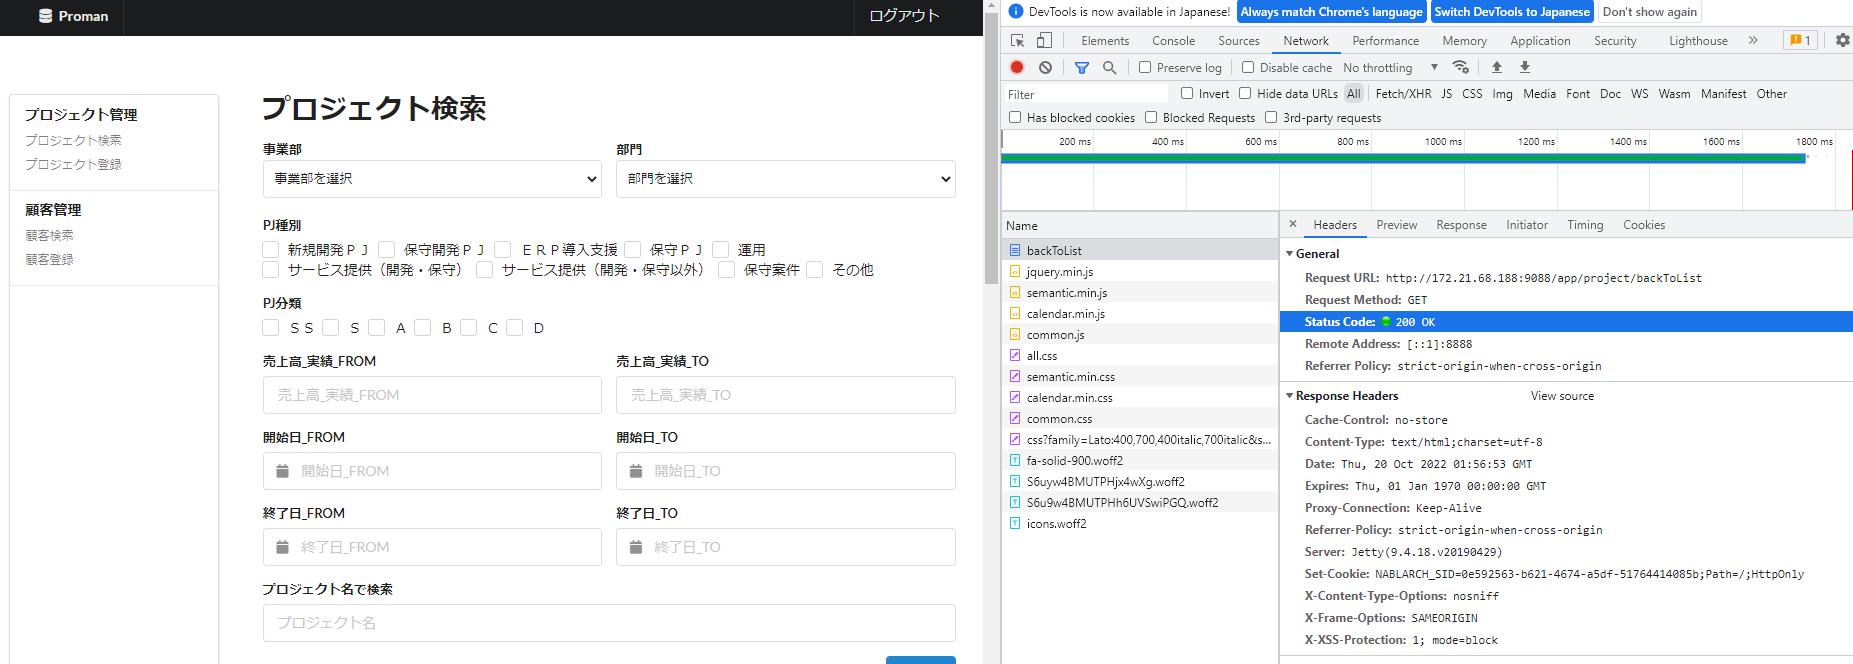 Proman
ログアウト
プロジェクト管理
プロジェクト検索
プロジェクト登録
顧客管理
顧客検索
顧客登録
プロジェクト検索
事業部 部門
事業部を選択 部門を選択
PJ種別
新規開発ＰＪ 保守開発ＰＪ ＥＲＰ導入支援 保守ＰＪ 運用
サービス提供（開発・保守） サービス提供（開発・保守以外） 保守案件 その他
PJ分類
ＳＳ Ｓ Ａ Ｂ Ｃ Ｄ
売上高_実績_FROM 売上高_実績_TO
売上高_実績_FROM 売上高_実績_TO
開始日_FROM 開始日_TO
開始日_FROM 開始日_TO
終了日_FROM 終了日_TO
終了日_FROM 終了日_TO
プロジェクト名で検索
プロジェクト名
DevTools is now available in Japanese! Always match Chrome's language Switch DevTools to Japanese Don't show again
Elements Console Sources Network Performance Memory Application Security Lighthouse » 1
Preserve log Disable cache No throttling
Filter Invert Hide data URLs All Fetch/XHR JS CSS Img Media Font Doc WS Wasm Manifest Other
Has blocked cookies Blocked Requests 3rd-party requests
200 ms 400 ms 600 ms 800 ms 1000 ms 1200 ms 1400 ms 1600 ms 1800 ms
Name
backToList
jquery.min.js
semantic.min.js
calendar.min.js
common.js
all.css
semantic.min.css
calendar.min.css
common.css
css?family=Lato:400,700,400italic,700italic&s...
fa-solid-900.woff2
S6uyw4BMUTPHjx4wXg.woff2
S6u9w4BMUTPHh6UVSwiPGQ.woff2
icons.woff2
× Headers Preview Response Initiator Timing Cookies
General
Request URL: http://172.21.68.188:9088/app/project/backToList
Request Method: GET
Status Code: 200 OK
Remote Address: [::1]:8888
Referrer Policy: strict-origin-when-cross-origin
Response Headers View source
Cache-Control: no-store
Content-Type: text/html;charset=utf-8
Date: Thu, 20 Oct 2022 01:56:53 GMT
Expires: Thu, 01 Jan 1970 00:00:00 GMT
Proxy-Connection: Keep-Alive
Referrer-Policy: strict-origin-when-cross-origin
Server: Jetty(9.4.18.v20190429)
Set-Cookie: NABLARCH_SID=0e592563-b621-4674-a5df-51764414085b;Path=/;HttpOnly
X-Content-Type-Options: nosniff
X-Frame-Options: SAMEORIGIN
X-XSS-Protection: 1; mode=block